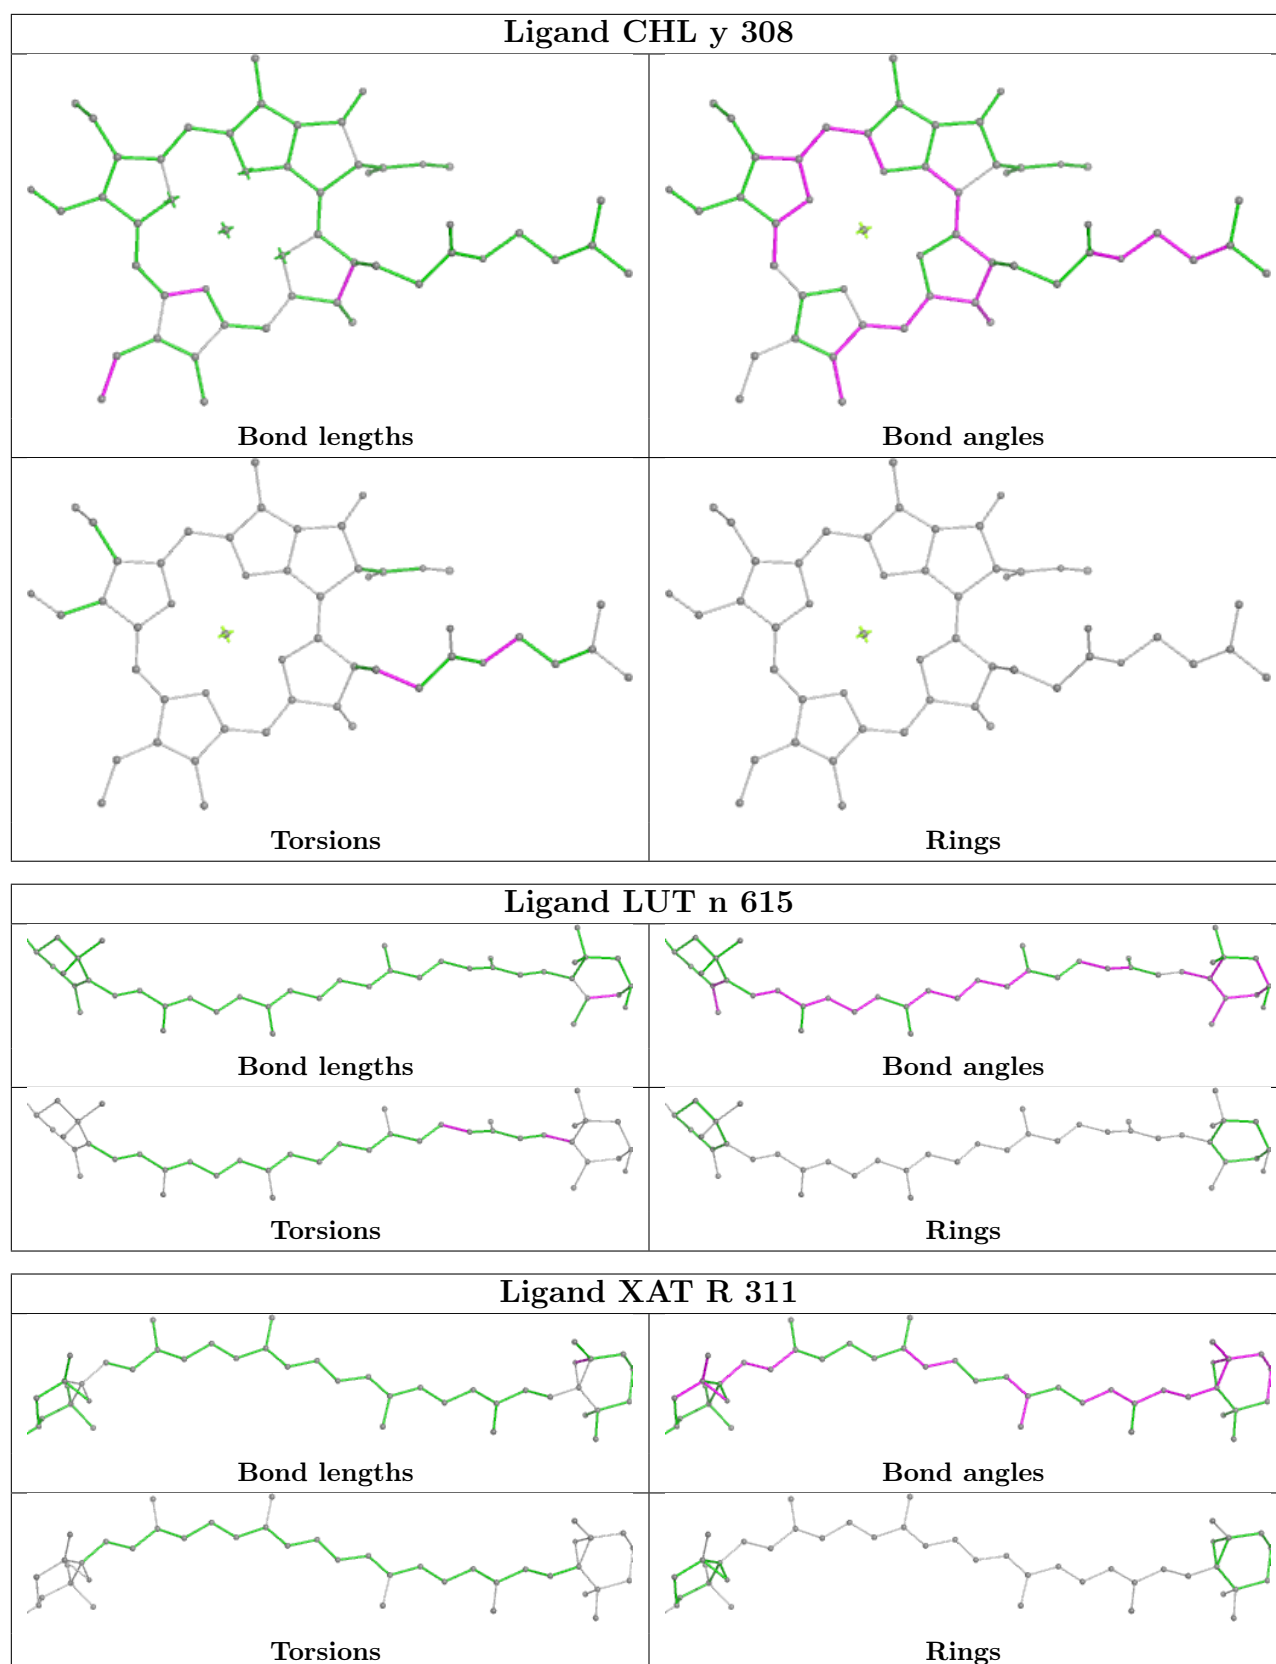 Ligand CHL y 308
Bond lengths
Bond angles
Torsions
Rings
Ligand LUT n 615
Bond lengths
Bond angles
Torsions
Rings
Ligand XAT R 311
Bond lengths
Bond angles
Torsions
Rings